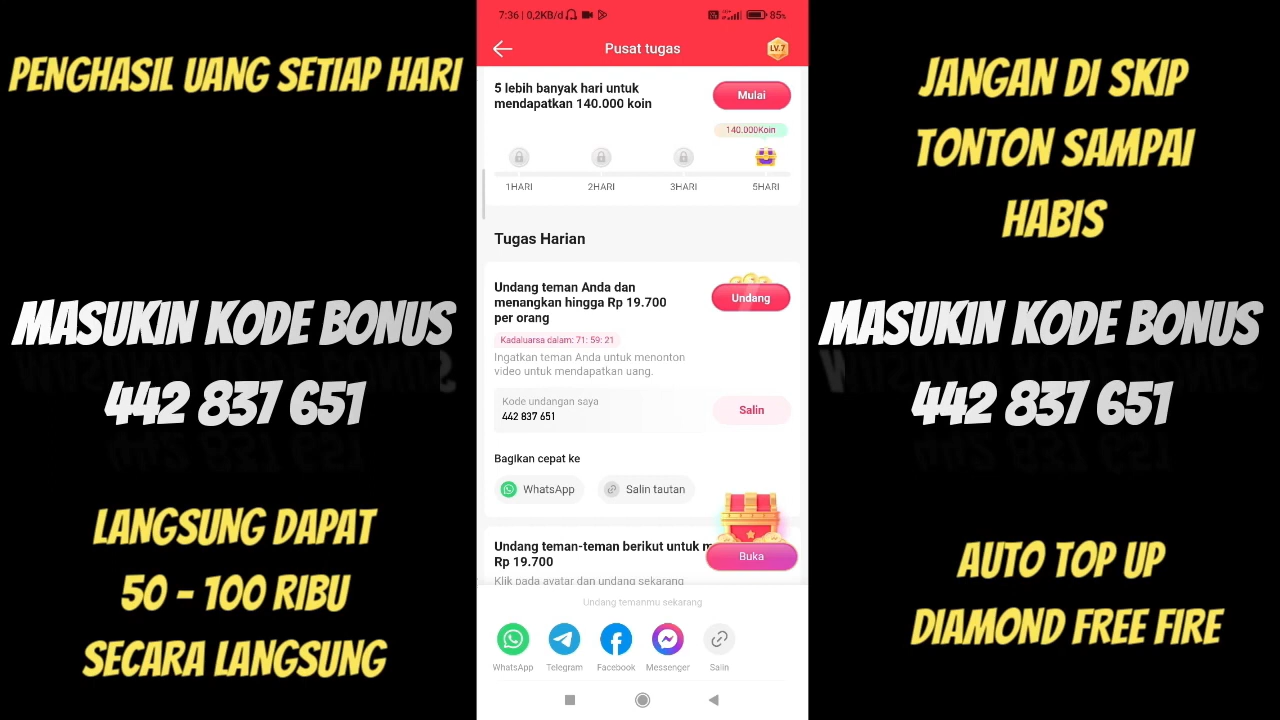 PENGHASIL UANG SETIAP HARI
MASUKIN KODE BONUS
442 837 651
LANGSUNG DAPAT
50 - 100 RIBU
SECARA LANGSUNG
7:36 | 0,2KB/d
85%
Pusat tugas
LV.7
5 lebih banyak hari untuk
mendapatkan 140.000 koin
Mulai
140.000Koin
1HARI 2HARI 3HARI 5HARI
Tugas Harian
Undang teman Anda dan
menangkan hingga Rp 19.700
per orang
Undang
Kadaluarsa dalam: 71: 59: 21
Ingatkan teman Anda untuk menonton
video untuk mendapatkan uang.
Kode undangan saya
442 837 651
Salin
Bagikan cepat ke
WhatsApp
Salin tautan
Undang teman-teman berikut untuk m
Rp 19.700
Buka
Klik pada avatar dan undang sekarang
Undang temanmu sekarang
WhatsApp Telegram Facebook Messenger Salin
JANGAN DI SKIP
TONTON SAMPAI
HABIS
MASUKIN KODE BONUS
442 837 651
AUTO TOP UP
DIAMOND FREE FIRE